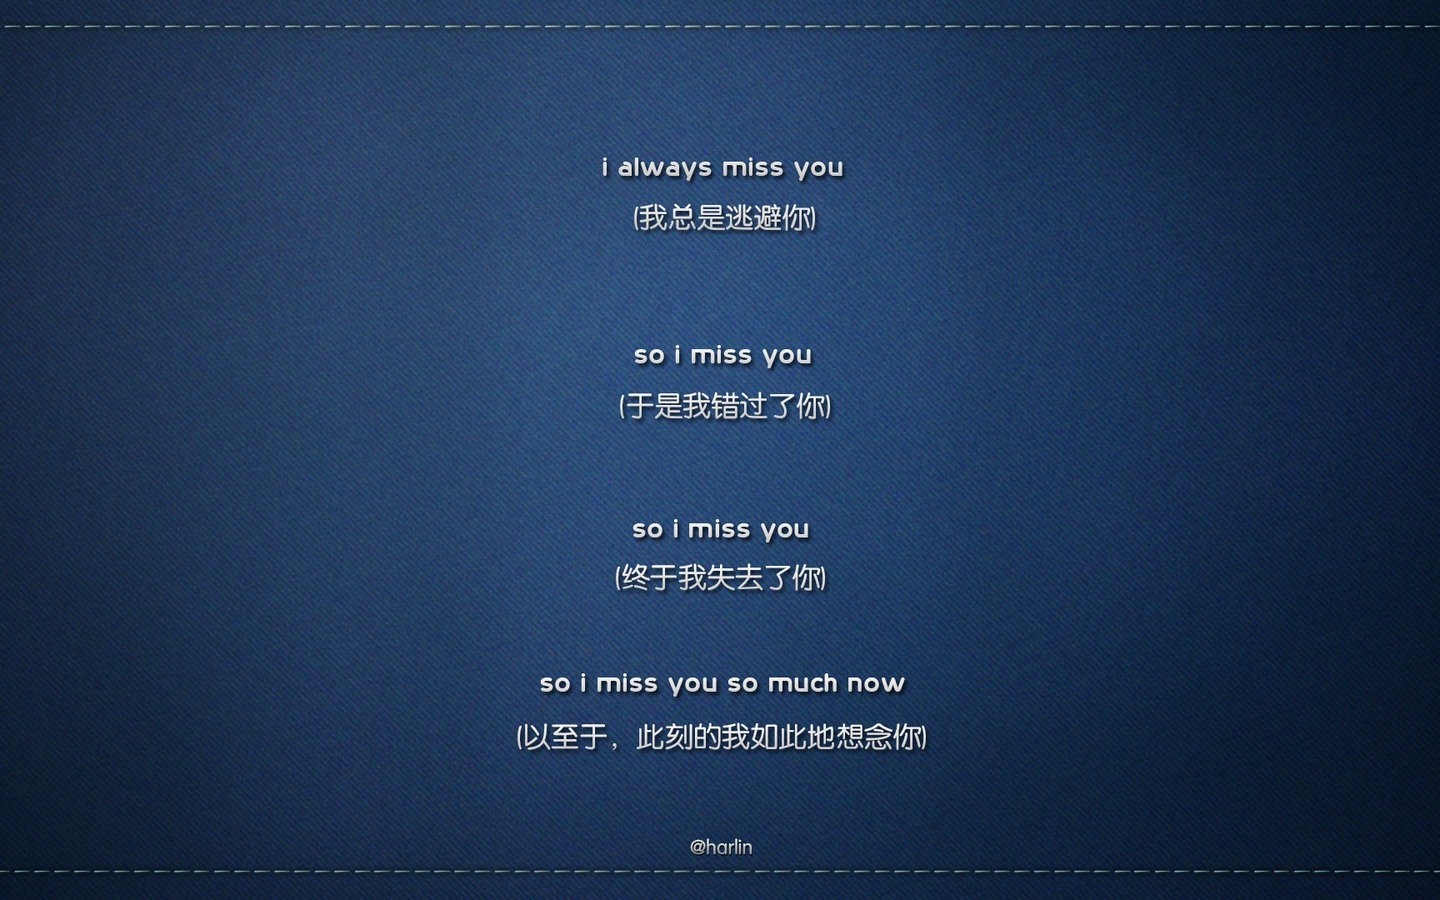 i always miss you
(我总是逃避你)
so i miss you
(于是我错过了你)
so i miss you
(终于我失去了你)
so i miss you so much now
(以至于，此刻的我如此地想念你)
@harlin